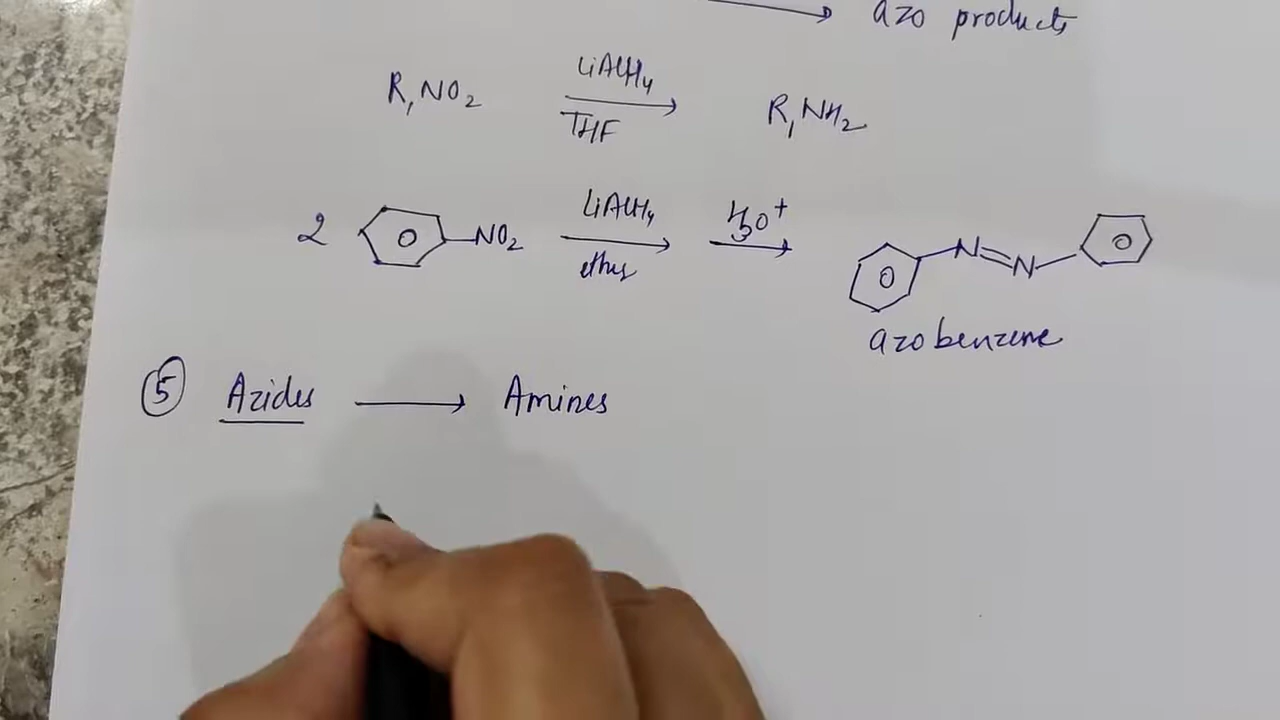 ⟶ azo products
R, NO₂ LiAlH₄ ⟶ THF R, NH₂
2 NO₂ LiAlH₄ ⟶ ether H₃O⁺ ⟶ N=N
azobenzene
⑤ Azides ⟶ Amines